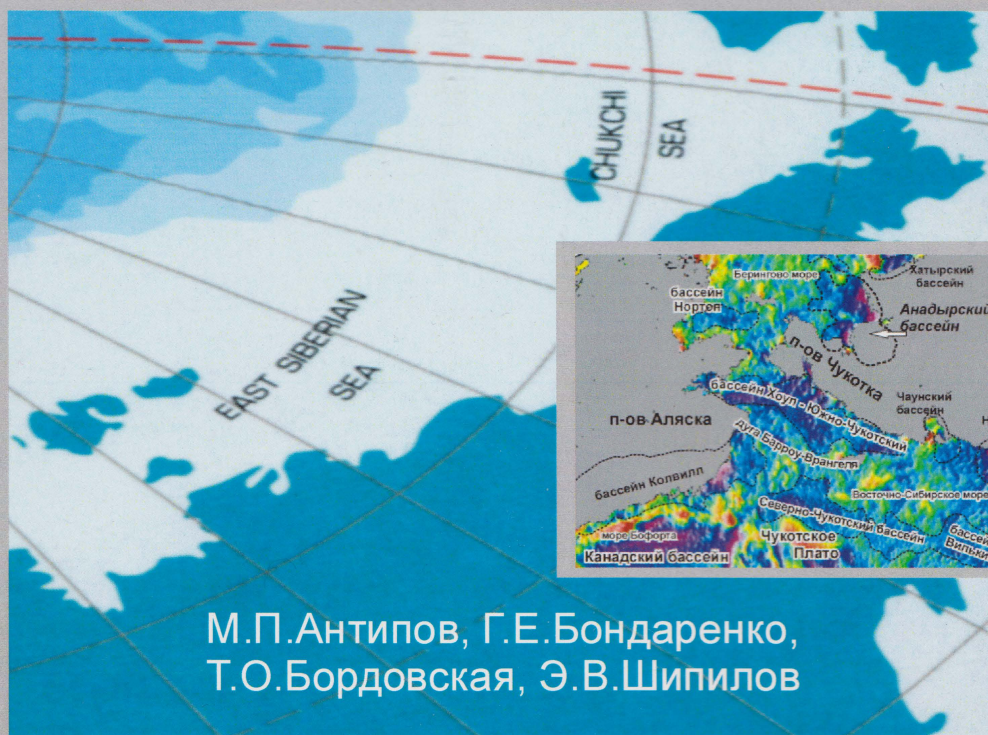 CHUKCHI
SEA
EAST SIBERIAN
SEA
Берингово море
Хатырский
бассейн
бассейн
Нортон
Анадырский
бассейн
п-ов Чукотка
Чаунский
бассейн
бассейн Хоул - Южно-Чукотский
п-ов Аляска
дуга Барроу-Врангеля
бассейн Колвилл
Восточно-Сибирское море
Северно-Чукотский бассейн
море Бофорта
Чукотское
Плато
Канадский бассейн
М.П.Антипов, Г.Е.Бондаренко,
Т.О.Бордовская, Э.В.Шипилов